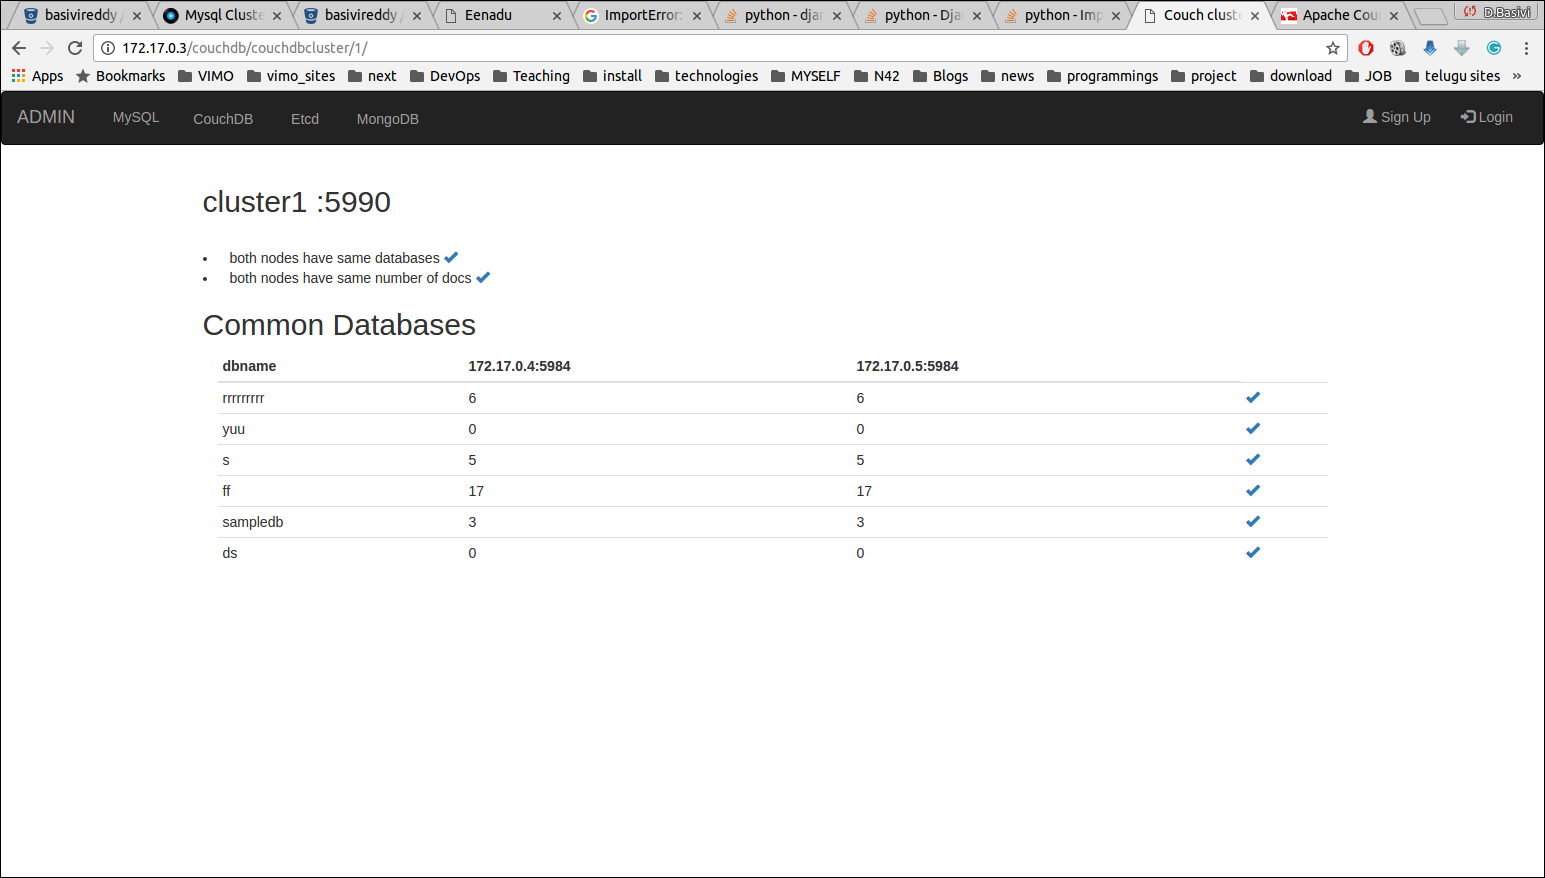 basivireddy / Mysql Cluste basivireddy / Eenadu ImportError: python - djan python - Djan python - Imp Couch clust Apache Cou D.Basivi
172.17.0.3/couchdb/couchdbcluster/1/
Apps Bookmarks VIMO vimo_sites next DevOps Teaching install technologies MYSELF N42 Blogs news programmings project download JOB telugu sites »
ADMIN MySQL CouchDB Etcd MongoDB Sign Up Login
cluster1 :5990
• both nodes have same databases ✔
• both nodes have same number of docs ✔
Common Databases
dbname 172.17.0.4:5984 172.17.0.5:5984
rrrrrrrrr 6 6 ✔
yuu 0 0 ✔
s 5 5 ✔
ff 17 17 ✔
sampledb 3 3 ✔
ds 0 0 ✔